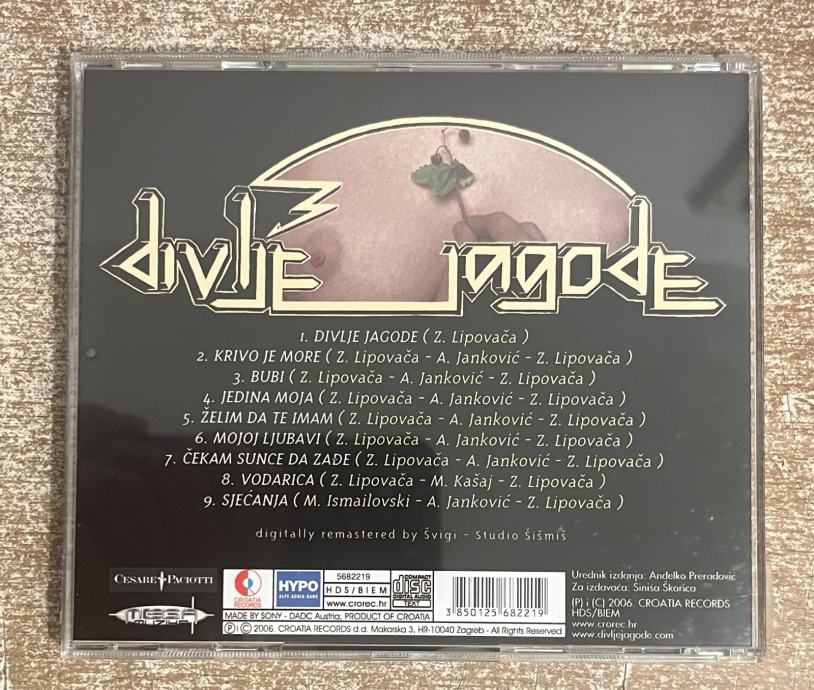 divlje jagode
1. DIVLJE JAGODE ( Z. Lipovača )
2. KRIVO JE MORE ( Z. Lipovača - A. Janković - Z. Lipovača )
3. BUBI ( Z. Lipovača - A. Janković - Z. Lipovača )
4. JEDINA MOJA ( Z. Lipovača - A. Janković - Z. Lipovača )
5. ŽELIM DA TE IMAM ( Z. Lipovača - A. Janković - Z. Lipovača )
6. MOJOJ LJUBAVI ( Z. Lipovača - A. Janković - Z. Lipovača )
7. ČEKAM SUNCE DA ZAĐE ( Z. Lipovača - A. Janković - Z. Lipovača )
8. VODARICA ( Z. Lipovača - M. Kašaj - Z. Lipovača )
9. SJEĆANJA ( M. Ismailovski - A. Janković - Z. Lipovača )
digitally remastered by Švigi - Studio Šišmiš
CESARE PACIOTTI
MEGA MUZIK
CROATIA RECORDS
HYPO
ALPE-ADRIA-BANK
5682219
HDS/BIEM
www.crorec.hr
COMPACT
disc
DIGITAL AUDIO
TEXT
MADE BY SONY - DADC Austria; PRODUCT OF CROATIA
Ⓟ i Ⓒ 2006. CROATIA RECORDS d.d. Makarska 3, HR-10040 Zagreb - All Rights Reserved
3 850125 682219
Urednik izdanja: Anđelko Preradović
Za izdavača: Siniša Škarica
(P) i (C) 2006. CROATIA RECORDS
HDS/BIEM
www.crorec.hr
www.divljejagode.com